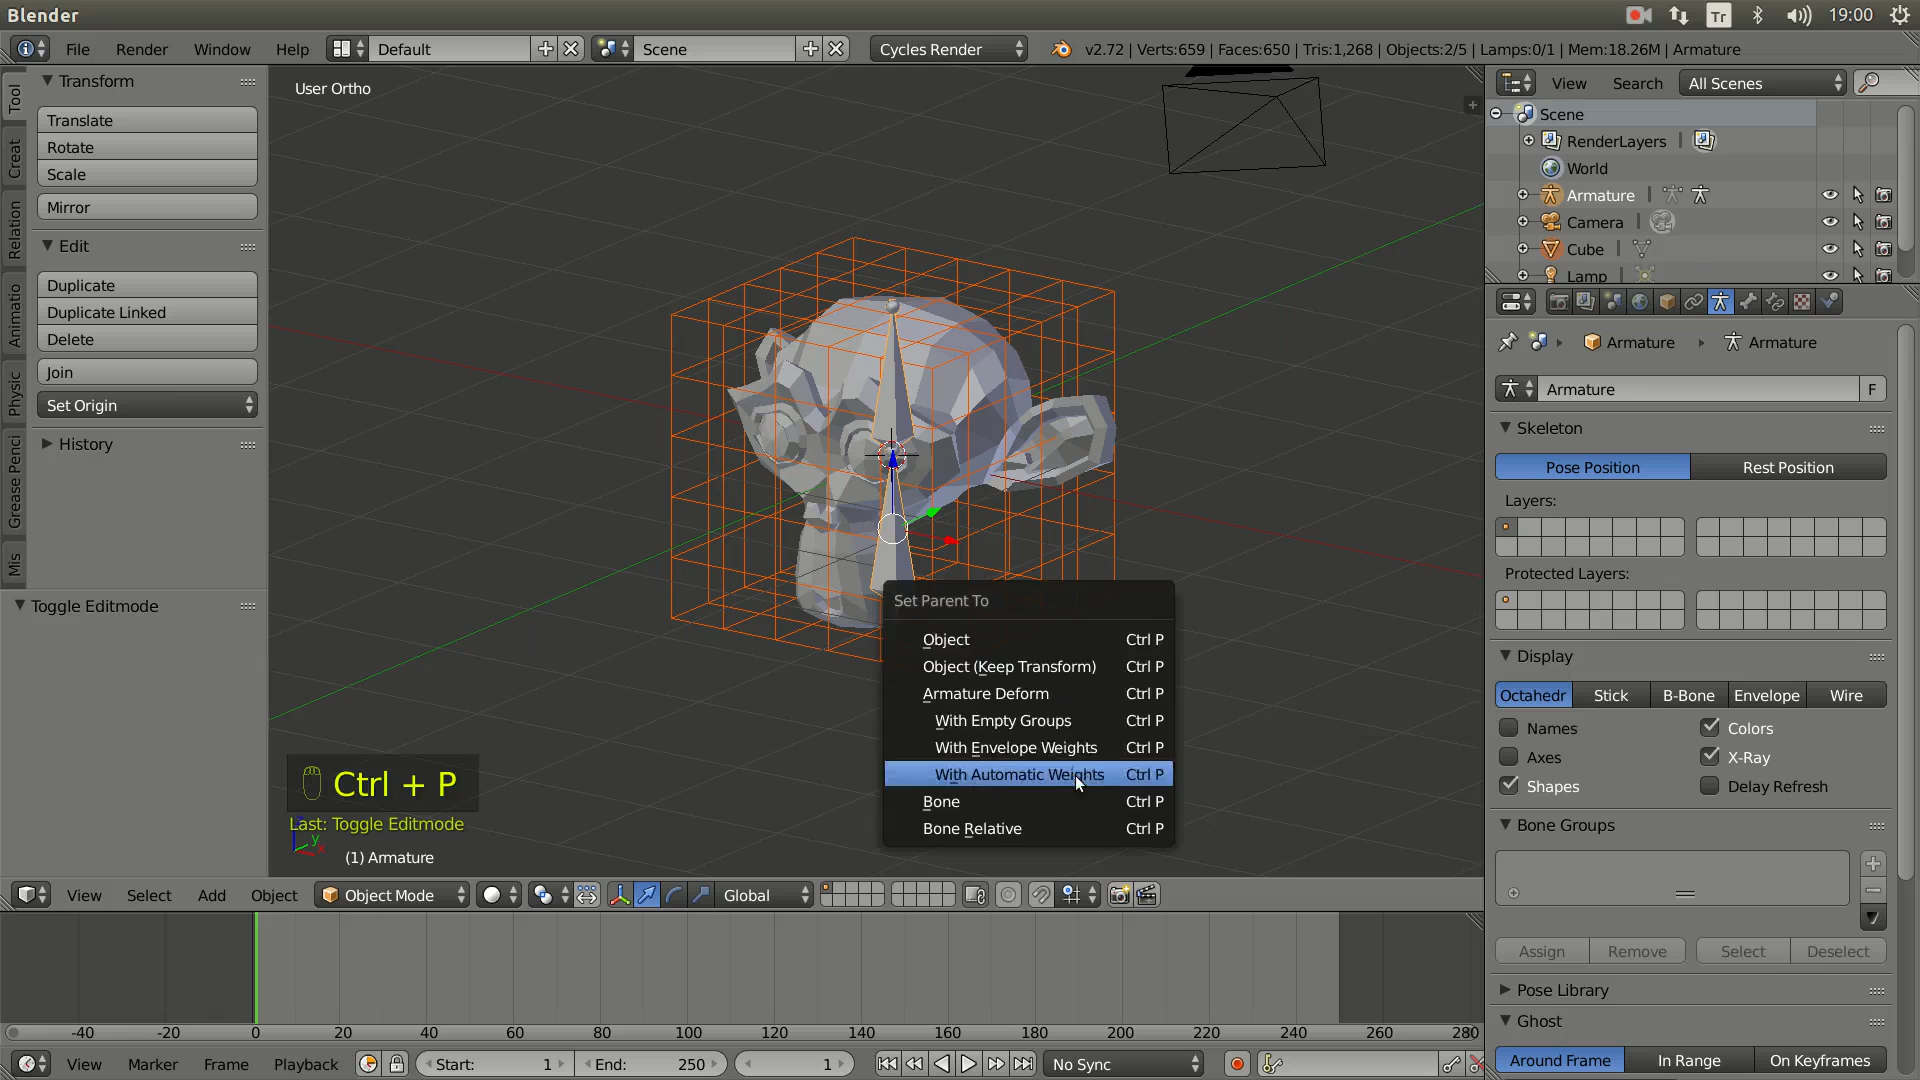 Blender
Tr
19:00
File Render Window Help Default Scene Cycles Render v2.72 | Verts:659 | Faces:650 | Tris:1,268 | Objects:2/5 | Lamps:0/1 | Mem:18.26M | Armature
Tool
Creat
Relation
Animatio
Physic
Grease Penci
Mis
Transform
Translate
Rotate
Scale
Mirror
Edit
Duplicate
Duplicate Linked
Delete
Join
Set Origin
History
Toggle Editmode
User Ortho
Set Parent To
Object Ctrl P
Object (Keep Transform) Ctrl P
Armature Deform Ctrl P
With Empty Groups Ctrl P
With Envelope Weights Ctrl P
With Automatic Weights Ctrl P
Bone Ctrl P
Bone Relative Ctrl P
Ctrl + P
Last: Toggle Editmode
z
y
x
(1) Armature
View Select Add Object Object Mode Global
-40 -20 0 20 40 60 80 100 120 140 160 180 200 220 240 260 280
View Marker Frame Playback Start: 1 End: 250 1 No Sync
View Search All Scenes
Scene
RenderLayers
World
Armature
Camera
Cube
Lamp
Armature Armature
Armature F
Skeleton
Pose Position Rest Position
Layers:
Protected Layers:
Display
Octahedr Stick B-Bone Envelope Wire
Names Colors
Axes X-Ray
Shapes Delay Refresh
Bone Groups
Assign Remove Select Deselect
Pose Library
Ghost
Around Frame In Range On Keyframes